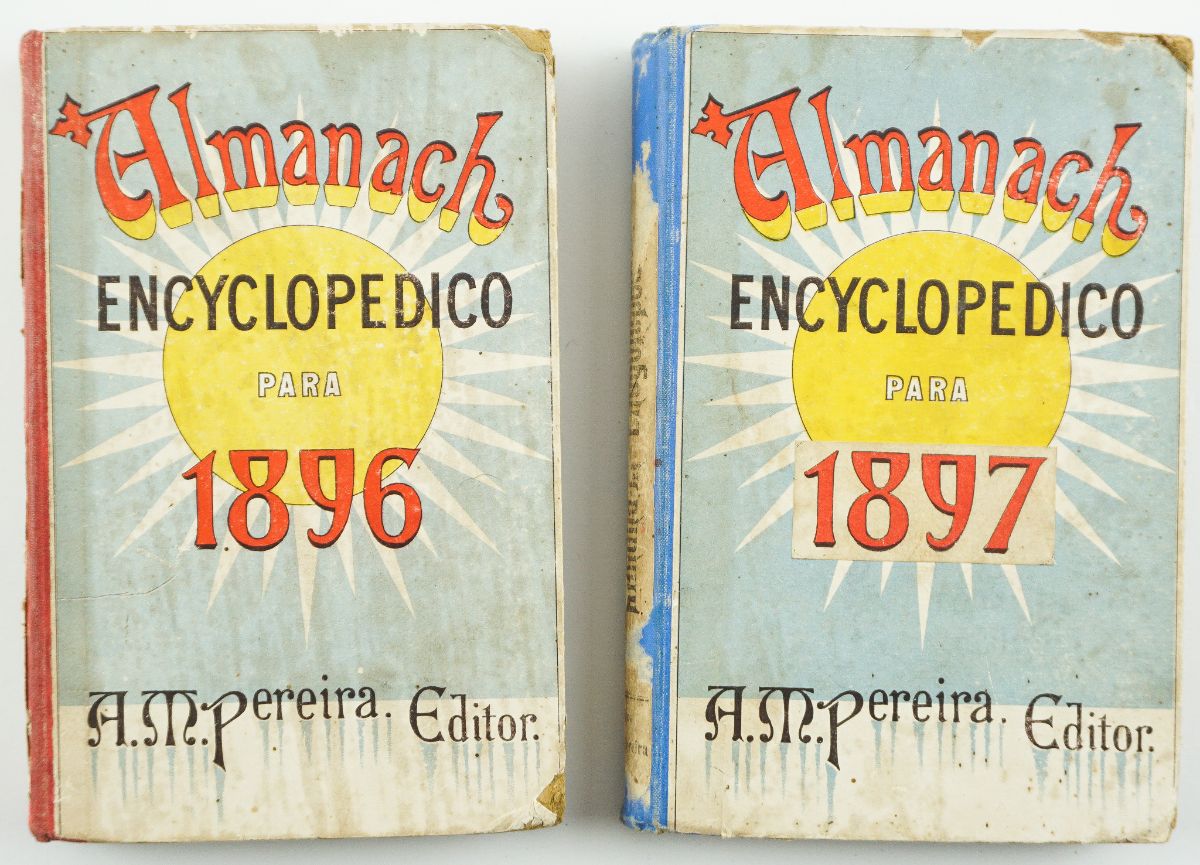 Almanach
ENCYCLOPEDICO
PARA
1896
A.M. Pereira. Editor.
Almanach
ENCYCLOPEDICO
PARA
1897
A.M. Pereira. Editor.